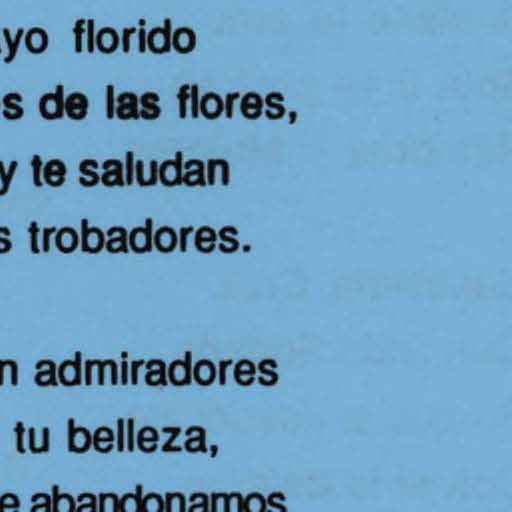 yo florido
s de las flores,
y te saludan
s trobadores.
n admiradores
tu belleza,
e abandonamos